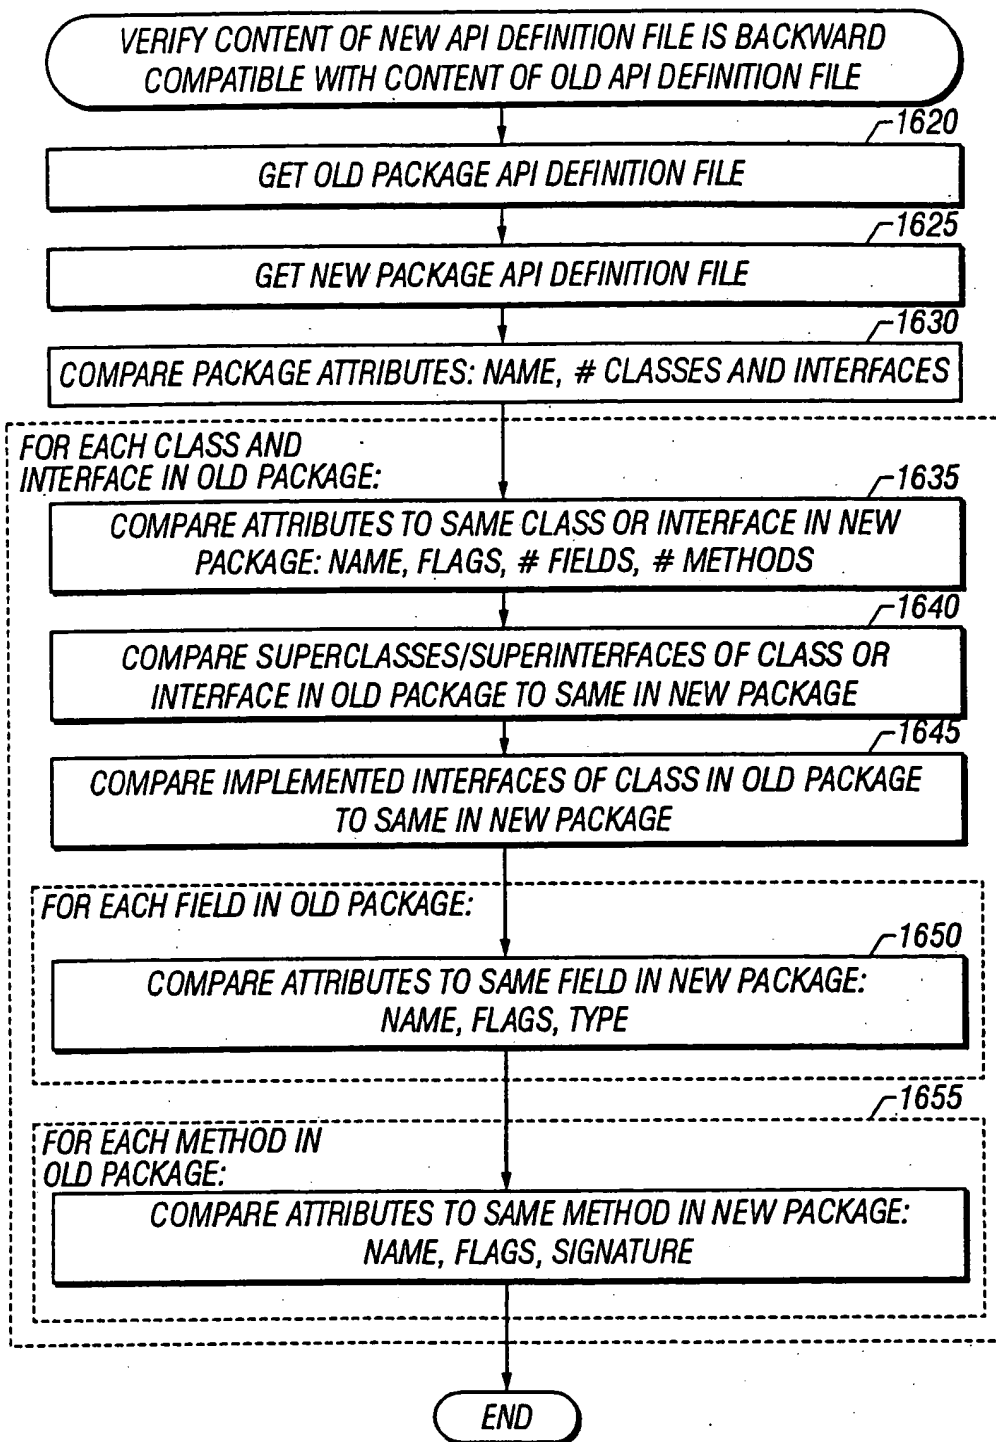 VERIFY CONTENT OF NEW API DEFINITION FILE IS BACKWARD
COMPATIBLE WITH CONTENT OF OLD API DEFINITION FILE
1620
GET OLD PACKAGE API DEFINITION FILE
1625
GET NEW PACKAGE API DEFINITION FILE
1630
COMPARE PACKAGE ATTRIBUTES: NAME, # CLASSES AND INTERFACES
FOR EACH CLASS AND
INTERFACE IN OLD PACKAGE:
1635
COMPARE ATTRIBUTES TO SAME CLASS OR INTERFACE IN NEW
PACKAGE: NAME, FLAGS, # FIELDS, # METHODS
1640
COMPARE SUPERCLASSES/SUPERINTERFACES OF CLASS OR
INTERFACE IN OLD PACKAGE TO SAME IN NEW PACKAGE
1645
COMPARE IMPLEMENTED INTERFACES OF CLASS IN OLD PACKAGE
TO SAME IN NEW PACKAGE
FOR EACH FIELD IN OLD PACKAGE:
1650
COMPARE ATTRIBUTES TO SAME FIELD IN NEW PACKAGE:
NAME, FLAGS, TYPE
1655
FOR EACH METHOD IN
OLD PACKAGE:
COMPARE ATTRIBUTES TO SAME METHOD IN NEW PACKAGE:
NAME, FLAGS, SIGNATURE
END